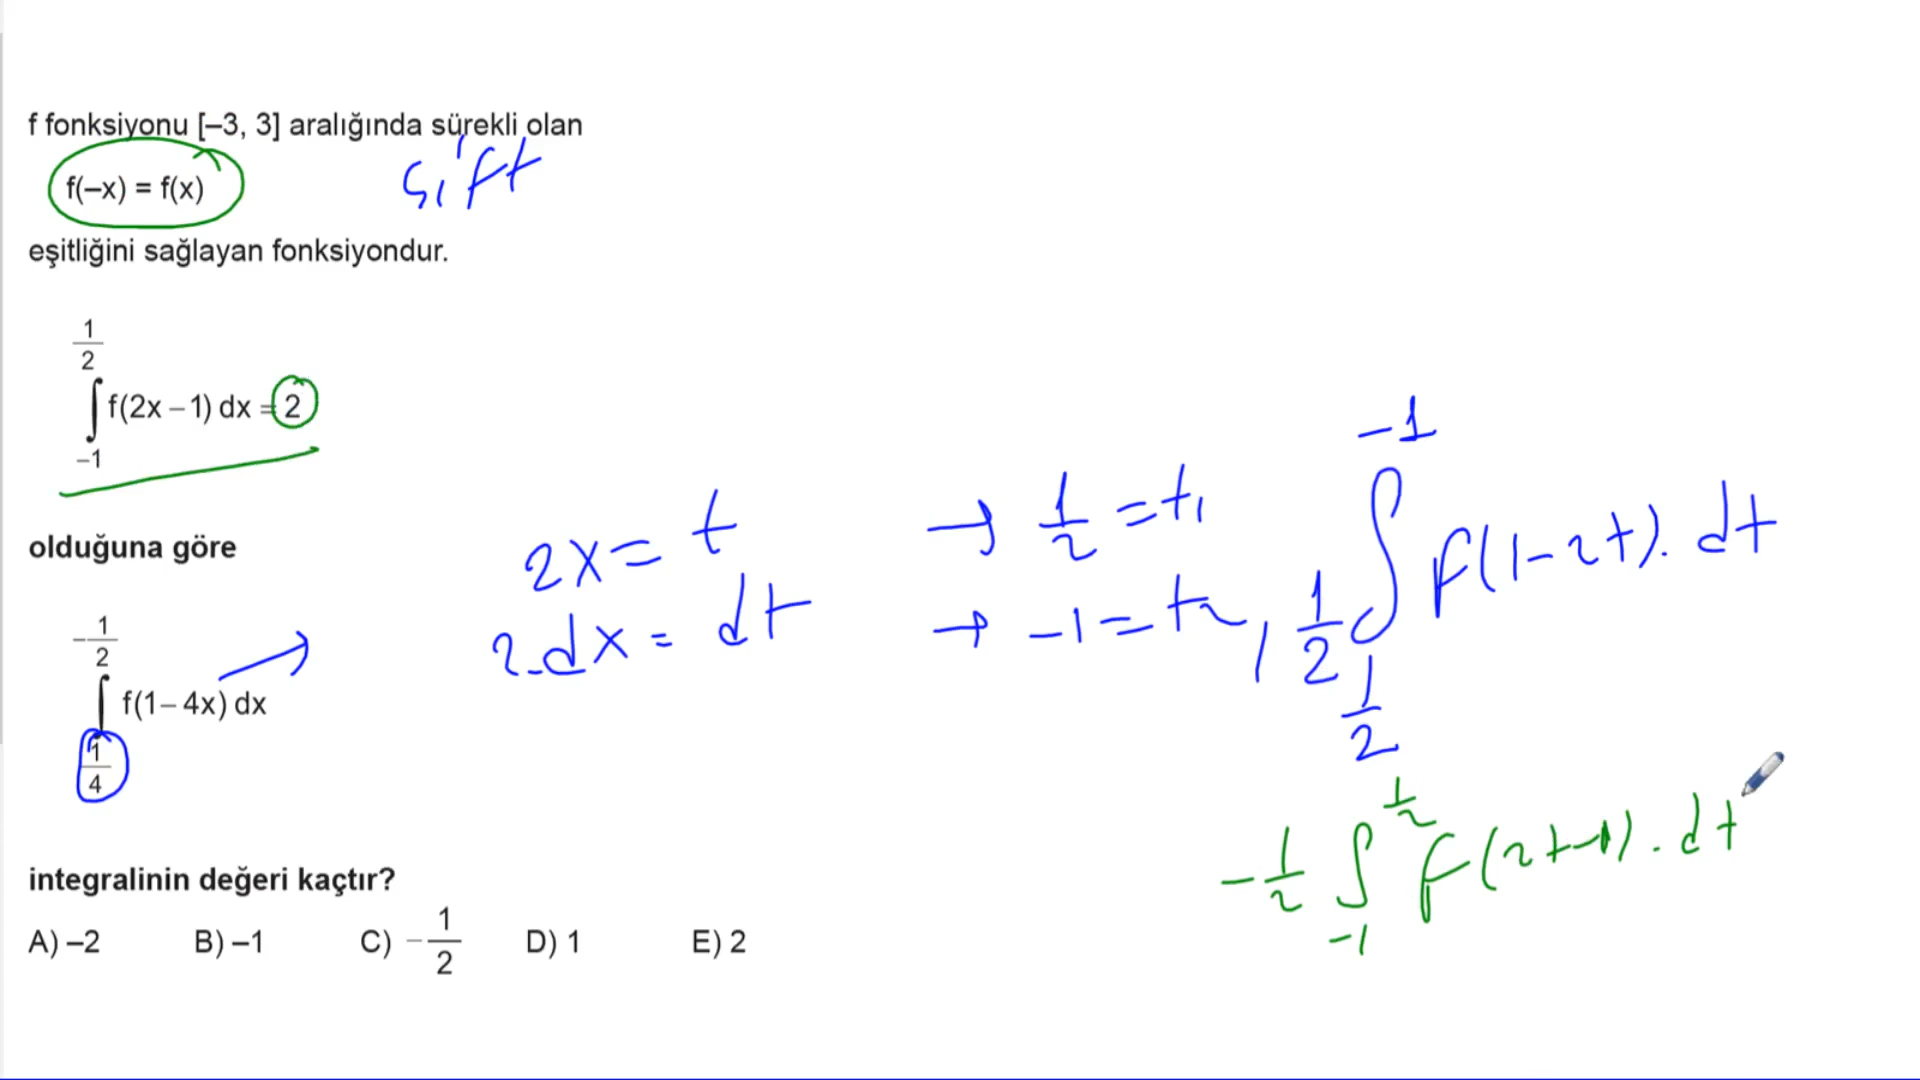 f fonksiyonu [–3, 3] aralığında sürekli olan
f(–x) = f(x)
çift
eşitliğini sağlayan fonksiyondur.
1
2
∫ f(2x – 1) dx = 2
–1
olduğuna göre
-1/2
∫ f(1 – 4x) dx
1
4
2x = t
2.dx = dt
→ 1/2 = t₁
→ -1 = t₂,
-1
1/2 ∫ f(1-2t). dt
1/2
1/2
-1/2 ∫ f(2t-1). dt
-1
integralinin değeri kaçtır?
A) –2 B) –1 C) -1/2 D) 1 E) 2